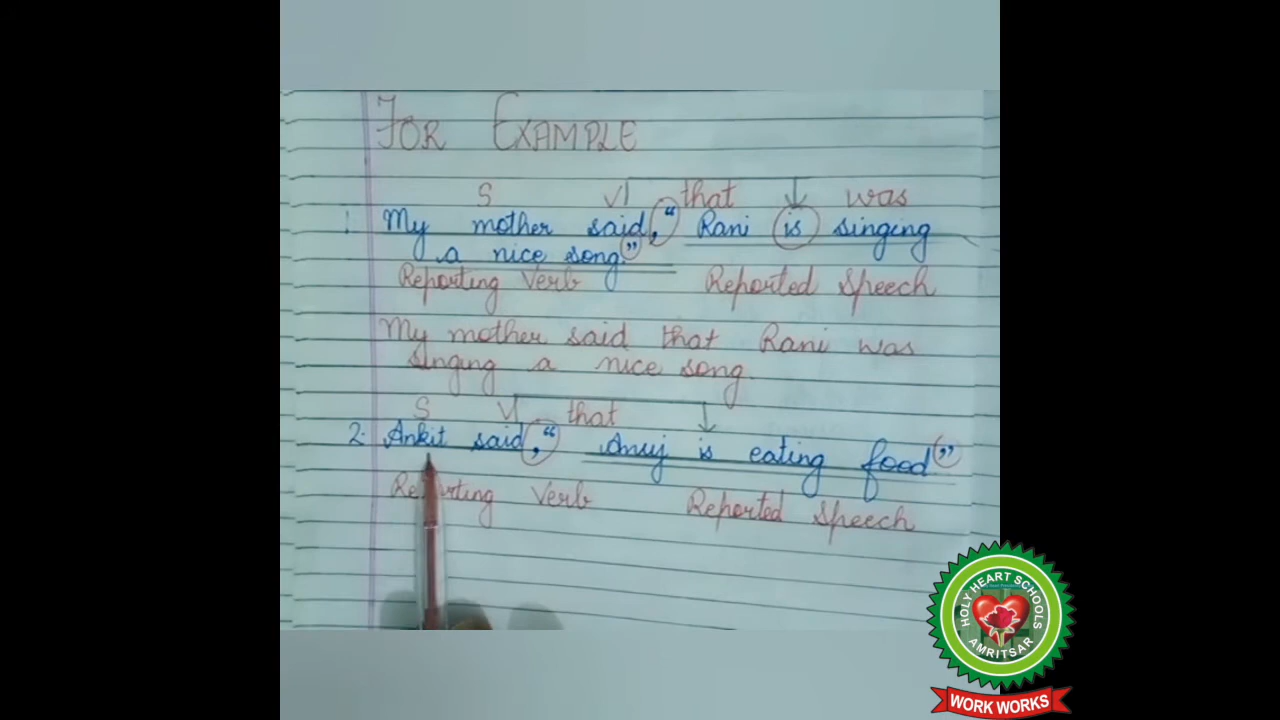 FOR EXAMPLE
S V that was
1. My mother said, “ Rani is singing
a nice song.”
Reporting Verb Reported Speech
My mother said that Rani was
singing a nice song.
S V that
2. Ankit said, “ Anuj is eating food”
Reporting Verb Reported Speech
HOLY HEART SCHOOLS
AMRITSAR
WORK WORKS